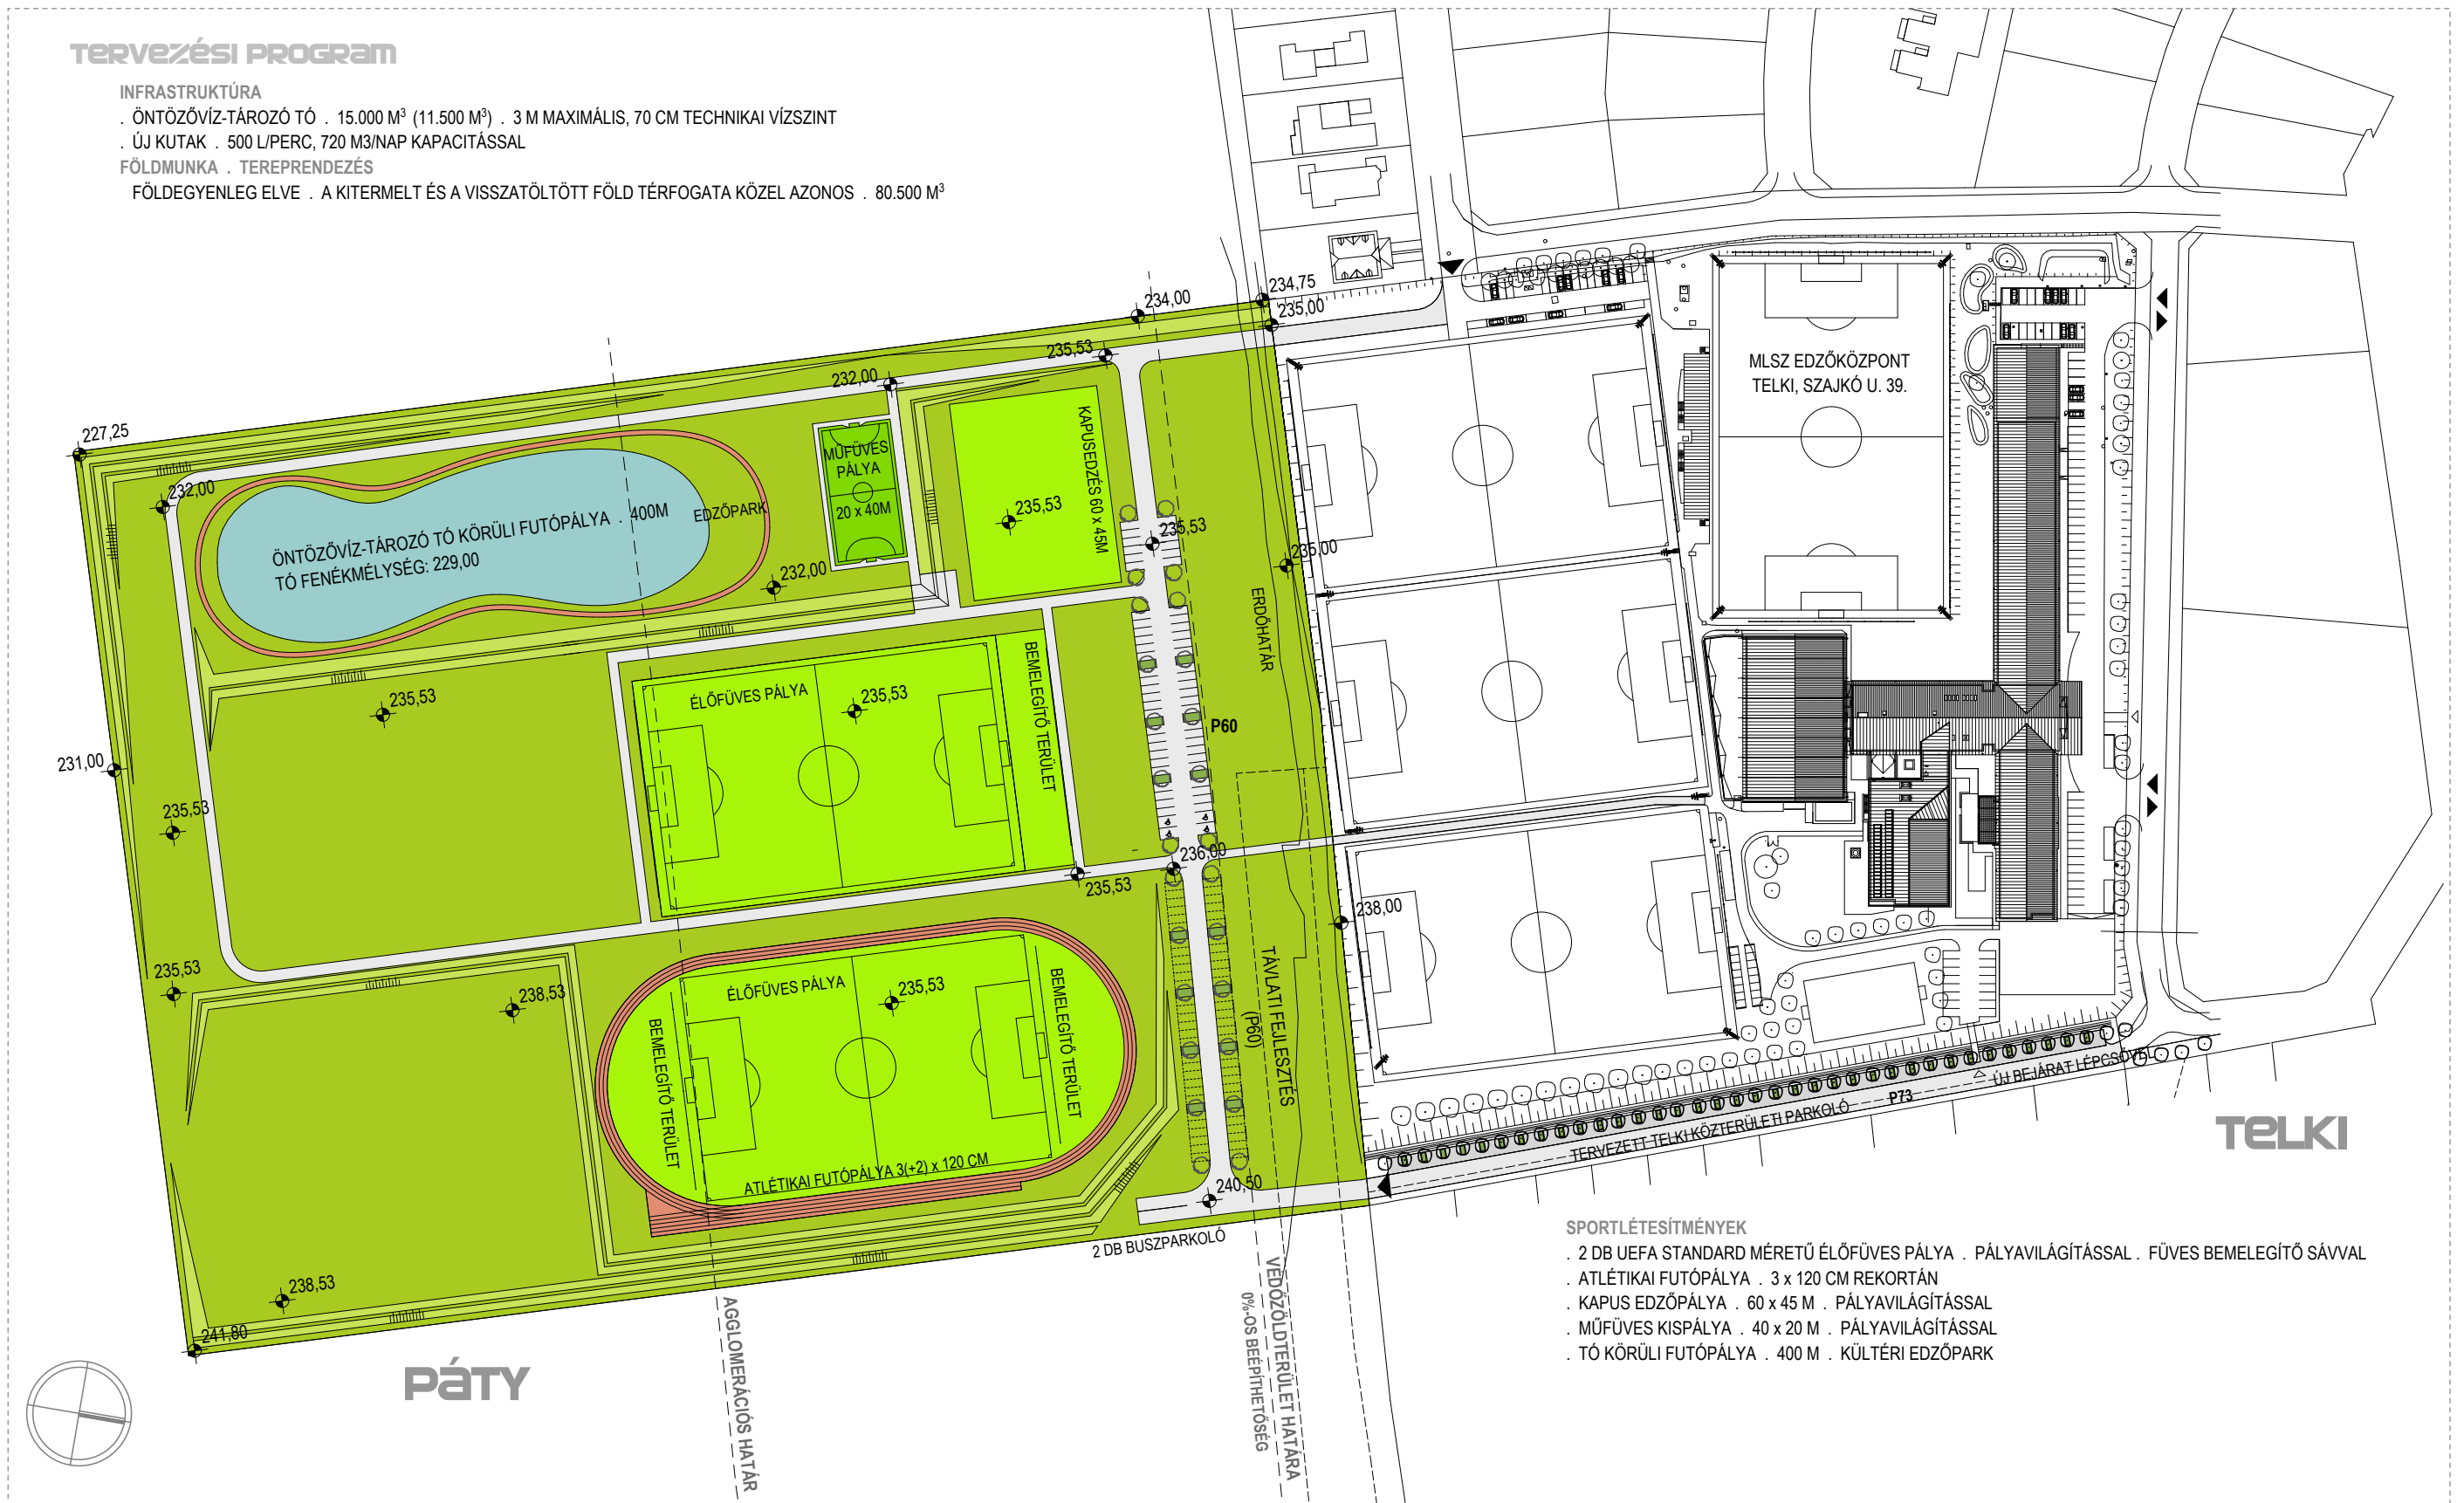 TERVEZÉSI PROGRAM
INFRASTRUKTÚRA
. ÖNTÖZŐVÍZ-TÁROZÓ TÓ . 15.000 M³ (11.500 M³) . 3 M MAXIMÁLIS, 70 CM TECHNIKAI VÍZSZINT
. ÚJ KUTAK . 500 L/PERC, 720 M3/NAP KAPACITÁSSAL
FÖLDMUNKA . TEREPRENDEZÉS
FÖLDEGYENLEG ELVE . A KITERMELT ÉS A VISSZATÖLTÖTT FÖLD TÉRFOGATA KÖZEL AZONOS . 80.500 M³
234,75
234,00
235,00
235,53
232,00
227,25
MLSZ EDZŐKÖZPONT
TELKI, SZAJKÓ U. 39.
KAPUSEDZÉS 60 x 45M
MŰFÜVES
PÁLYA
20 x 40M
232,00
235,53
EDZŐPARK
235,53
235,00
ÖNTÖZŐVÍZ-TÁROZÓ TÓ KÖRÜLI FUTÓPÁLYA . 400M
TÓ FENÉKMÉLYSÉG: 229,00
232,00
ERDŐHATÁR
BEMELEGÍTŐ TERÜLET
ÉLŐFÜVES PÁLYA
235,53
235,53
P60
231,00
235,53
236,00
235,53
238,00
235,53
238,53
ÉLŐFÜVES PÁLYA
235,53
BEMELEGÍTŐ TERÜLET
BEMELEGÍTŐ TERÜLET
TÁVLATI FEJLESZTÉS
(P60)
ATLÉTIKAI FUTÓPÁLYA 3(+2) x 120 CM
ÚJ BEJÁRAT LÉPCSŐVEL
P73
TERVEZETT TELKI KÖZTERÜLETI PARKOLÓ
TELKI
240,50
2 DB BUSZPARKOLÓ
238,53
241,80
PÁTY
AGGLOMERÁCIÓS HATÁR
VÉDŐZÖLDTERÜLET HATÁRA
0%-OS BEÉPÍTHETŐSÉG
SPORTLÉTESÍTMÉNYEK
. 2 DB UEFA STANDARD MÉRETŰ ÉLŐFÜVES PÁLYA . PÁLYAVILÁGÍTÁSSAL . FÜVES BEMELEGÍTŐ SÁVVAL
. ATLÉTIKAI FUTÓPÁLYA . 3 x 120 CM REKORTÁN
. KAPUS EDZŐPÁLYA . 60 x 45 M . PÁLYAVILÁGÍTÁSSAL
. MŰFÜVES KISPÁLYA . 40 x 20 M . PÁLYAVILÁGÍTÁSSAL
. TÓ KÖRÜLI FUTÓPÁLYA . 400 M . KÜLTÉRI EDZŐPARK